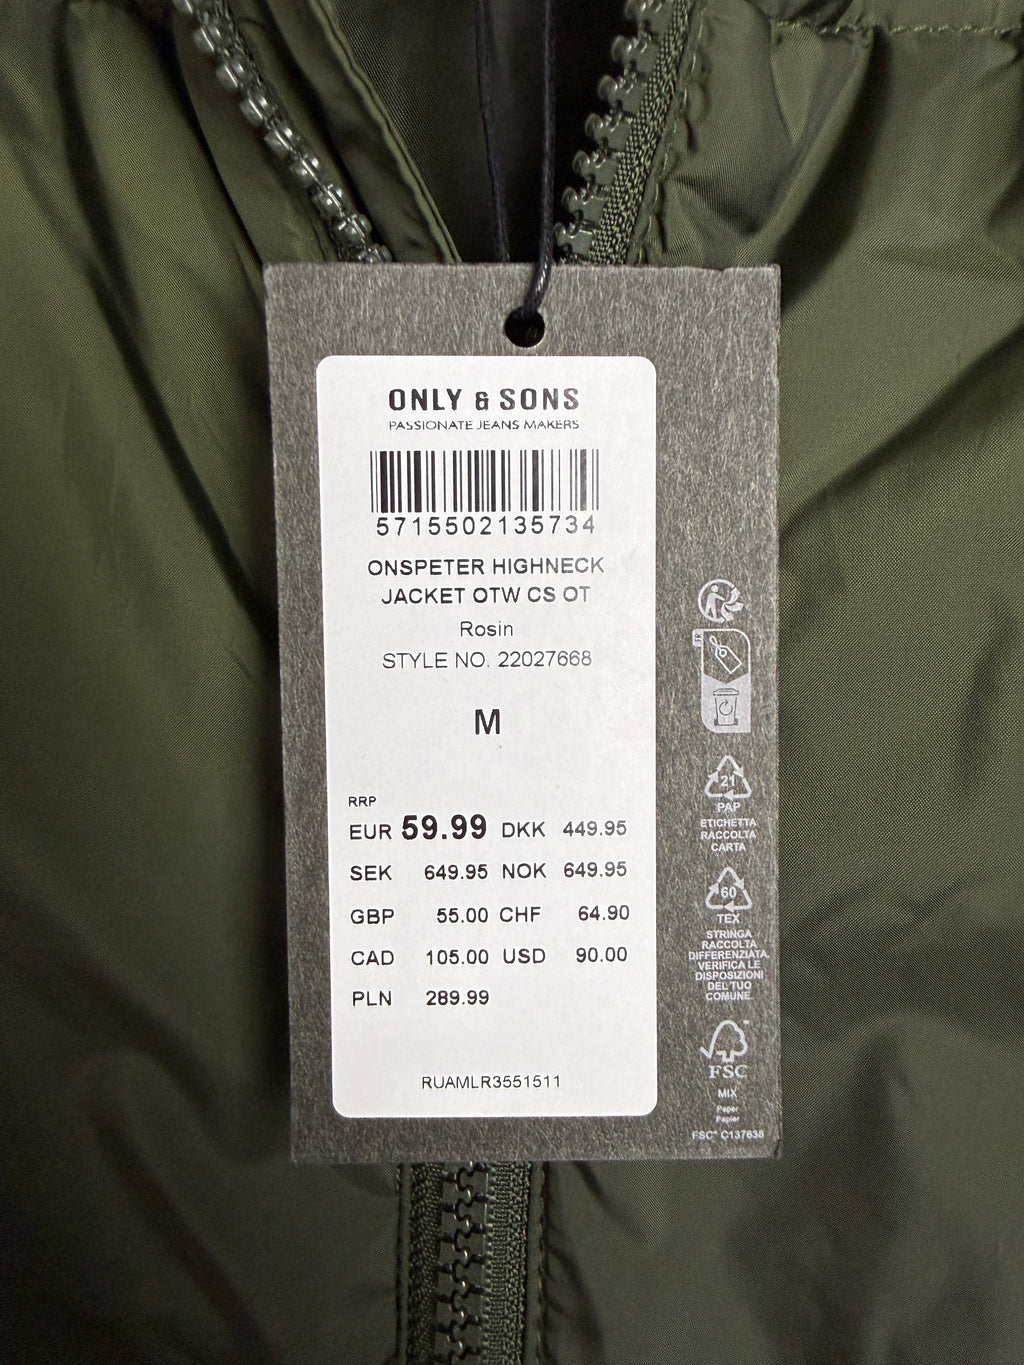 ONLY & SONS
PASSIONATE JEANS MAKERS
5715502135734
ONSPETER HIGHNECK
JACKET OTW CS OT
Rosin
STYLE NO. 22027668
M
RRP
EUR 59.99 DKK 449.95
SEK 649.95 NOK 649.95
GBP 55.00 CHF 64.90
CAD 105.00 USD 90.00
PLN 289.99
RUAMLR3551511
FR
21
PAP
ETICHETTA
RACCOLTA
CARTA
60
TEX
STRINGA
RACCOLTA
DIFFERENZIATA.
VERIFICA LE
DISPOSIZIONI
DEL TUO
COMUNE.
FSC
MIX
Paper
Papier
FSC® C137638